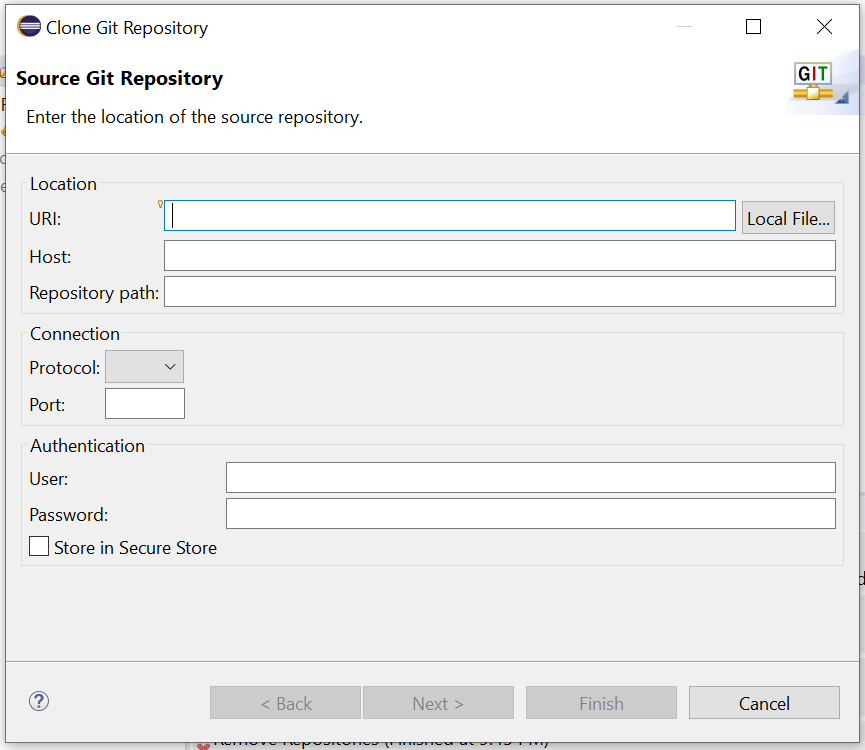 Clone Git Repository
Source Git Repository
GIT
Enter the location of the source repository.
Location
URI:
Local File...
Host:
Repository path:
Connection
Protocol:
Port:
Authentication
User:
Password:
Store in Secure Store
?
< Back
Next >
Finish
Cancel